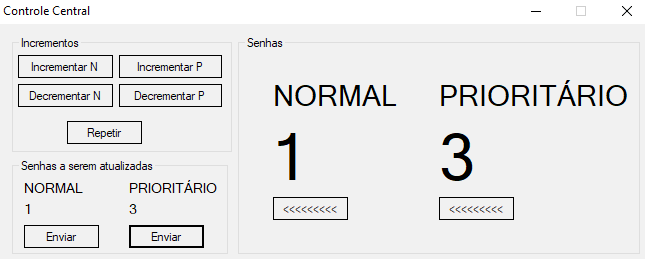 Controle Central
Incrementos
Incrementar N Incrementar P
Decrementar N Decrementar P
Repetir
Senhas a serem atualizadas
NORMAL PRIORITÁRIO
1 3
Enviar Enviar
Senhas
NORMAL PRIORITÁRIO
1 3
<<<<<<<<< <<<<<<<<<